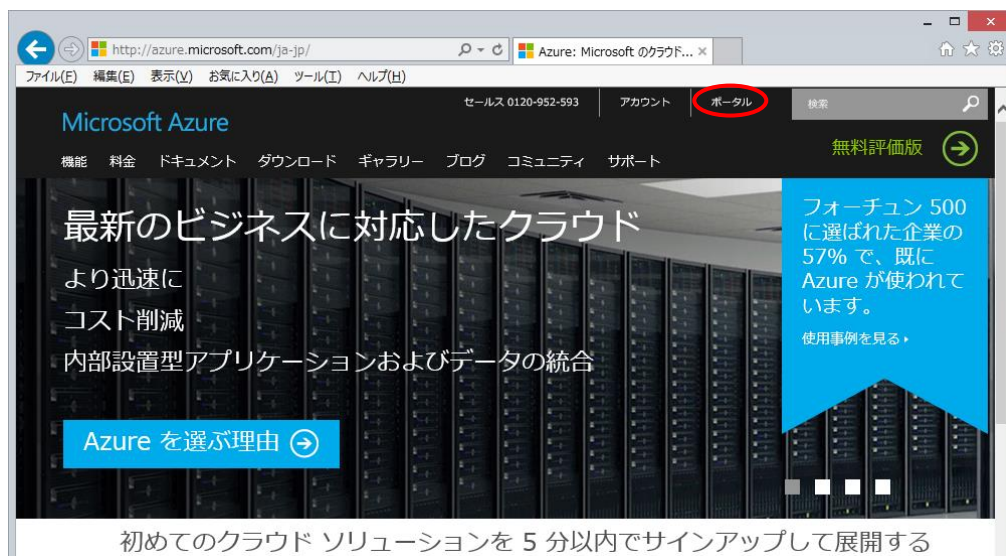 http://azure.microsoft.com/ja-jp/
Azure: Microsoft のクラウドプ... ×
ファイル(F) 編集(E) 表示(V) お気に入り(A) ツール(T) ヘルプ(H)
セールス 0120-952-593 アカウント ポータル 検索
Microsoft Azure
無料評価版
機能 料金 ドキュメント ダウンロード ギャラリー ブログ コミュニティ サポート
最新のビジネスに対応したクラウド
より迅速に
コスト削減
内部設置型アプリケーションおよびデータの統合
Azure を選ぶ理由
フォーチュン 500
に選ばれた企業の
57% で、既に
Azure が使われて
います。
使用事例を見る
初めてのクラウド ソリューションを 5 分以内でサインアップして展開する